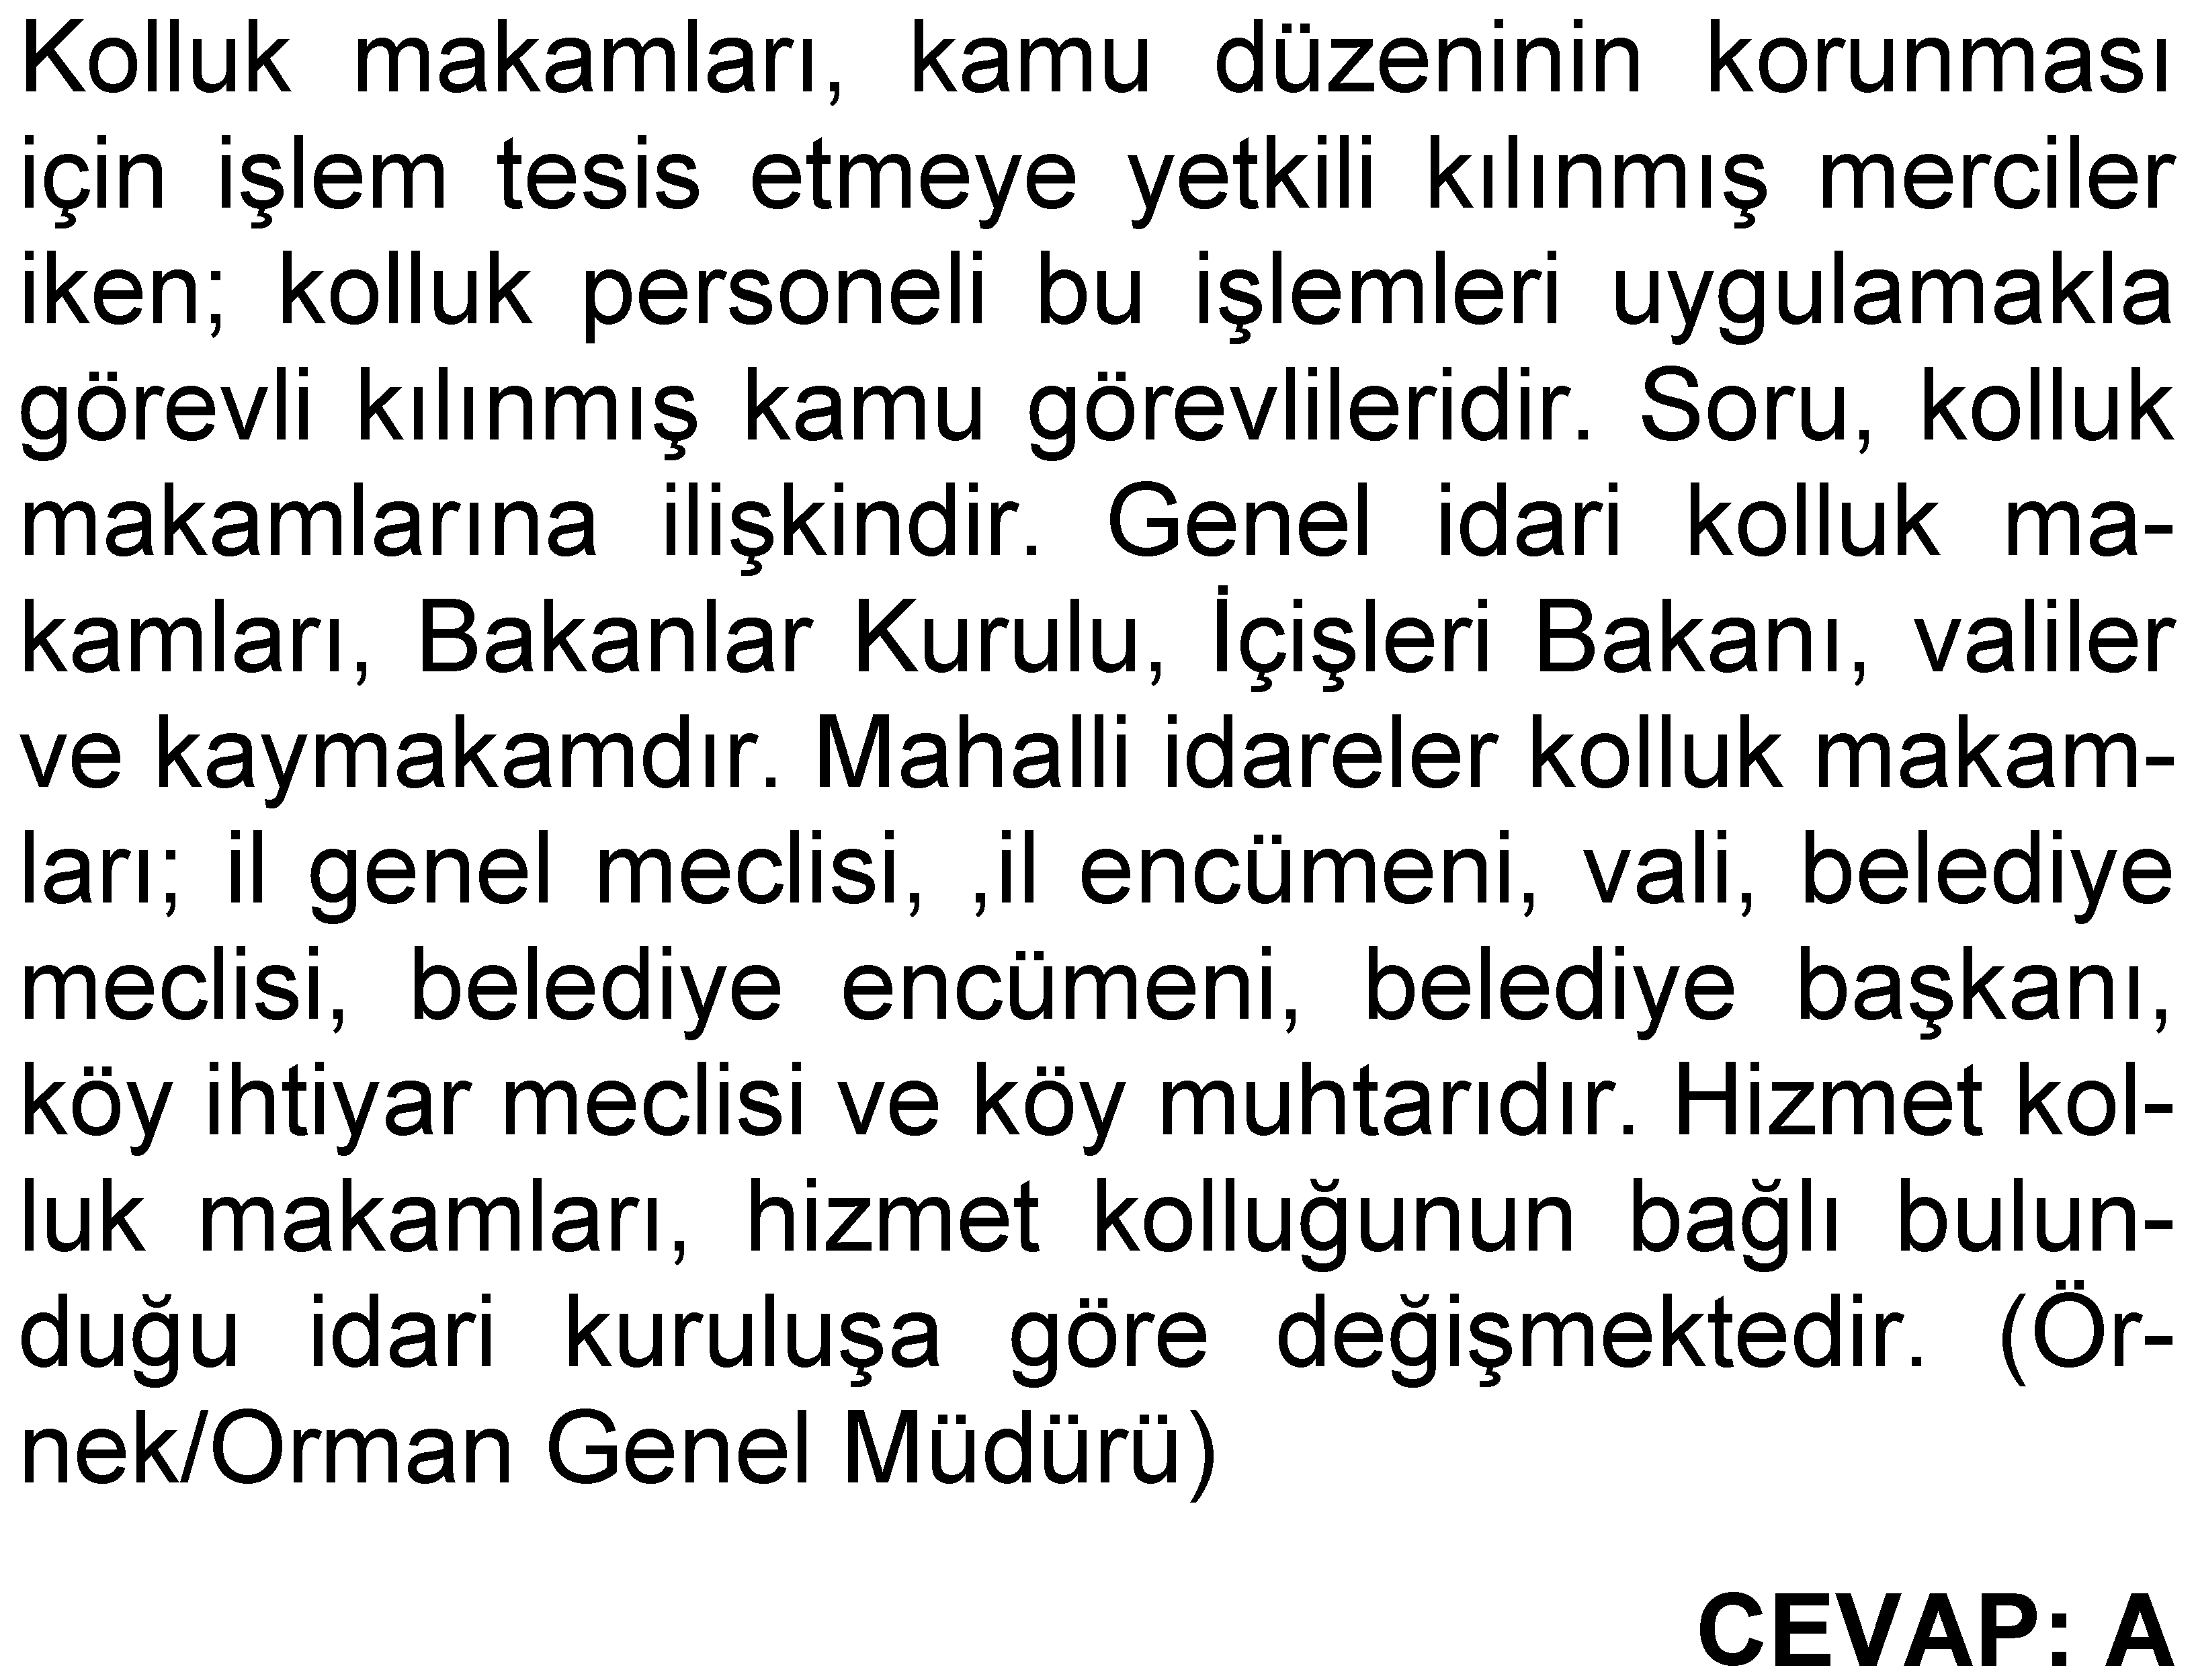 Kolluk makamları, kamu düzeninin korunması
için işlem tesis etmeye yetkili kılınmış merciler
iken; kolluk personeli bu işlemleri uygulamakla
görevli kılınmış kamu görevlileridir. Soru, kolluk
makamlarına ilişkindir. Genel idari kolluk ma-
kamları, Bakanlar Kurulu, İçişleri Bakanı, valiler
ve kaymakamdır. Mahalli idareler kolluk makam-
ları; il genel meclisi, ,il encümeni, vali, belediye
meclisi, belediye encümeni, belediye başkanı,
köy ihtiyar meclisi ve köy muhtarıdır. Hizmet kol-
luk makamları, hizmet kolluğunun bağlı bulun-
duğu idari kuruluşa göre değişmektedir. (Ör-
nek/Orman Genel Müdürü)
CEVAP: A